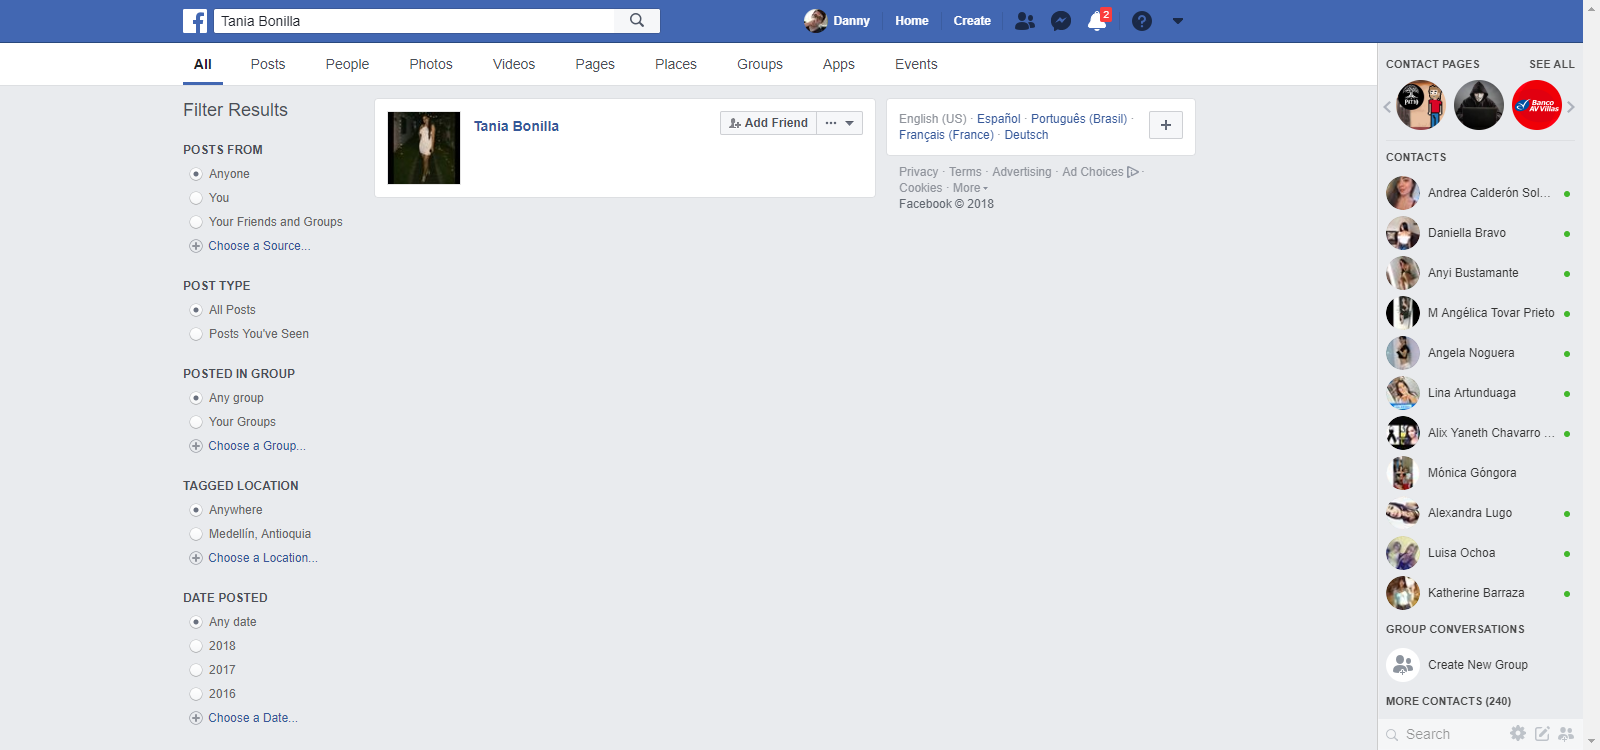 Tania Bonilla
Danny
Home
Create
2
All
Posts
People
Photos
Videos
Pages
Places
Groups
Apps
Events
Filter Results
POSTS FROM
Anyone
You
Your Friends and Groups
Choose a Source...
POST TYPE
All Posts
Posts You've Seen
POSTED IN GROUP
Any group
Your Groups
Choose a Group...
TAGGED LOCATION
Anywhere
Medellín, Antioquia
Choose a Location...
DATE POSTED
Any date
2018
2017
2016
Choose a Date...
Tania Bonilla
Add Friend
English (US) · Español · Português (Brasil) ·
Français (France) · Deutsch
Privacy · Terms · Advertising · Ad Choices ·
Cookies · More
Facebook © 2018
CONTACT PAGES
SEE ALL
Banco
AV Villas
CONTACTS
Andrea Calderón Sol...
Daniella Bravo
Anyi Bustamante
M Angélica Tovar Prieto
Angela Noguera
Lina Artunduaga
Alix Yaneth Chavarro ...
Mónica Góngora
Alexandra Lugo
Luisa Ochoa
Katherine Barraza
GROUP CONVERSATIONS
Create New Group
MORE CONTACTS (240)
Search